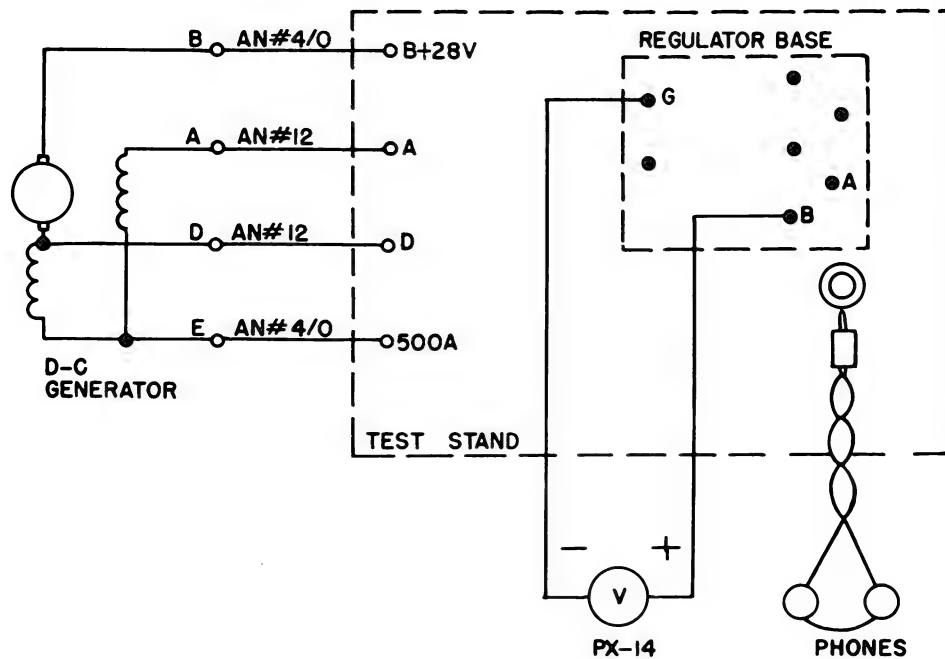 B AN#4/0 B+28V
REGULATOR BASE
G
A AN#12 A
A
B
D AN#12 D
E AN#4/0 500A
D-C
GENERATOR
TEST STAND
− +
V
PX-14
PHONES